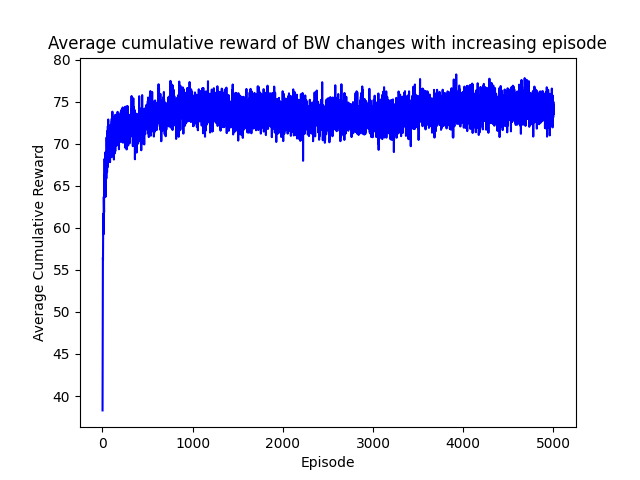 Average cumulative reward of BW changes with increasing episode
80
75
70
65
60
55
50
45
40
Average Cumulative Reward
0 1000 2000 3000 4000 5000
Episode